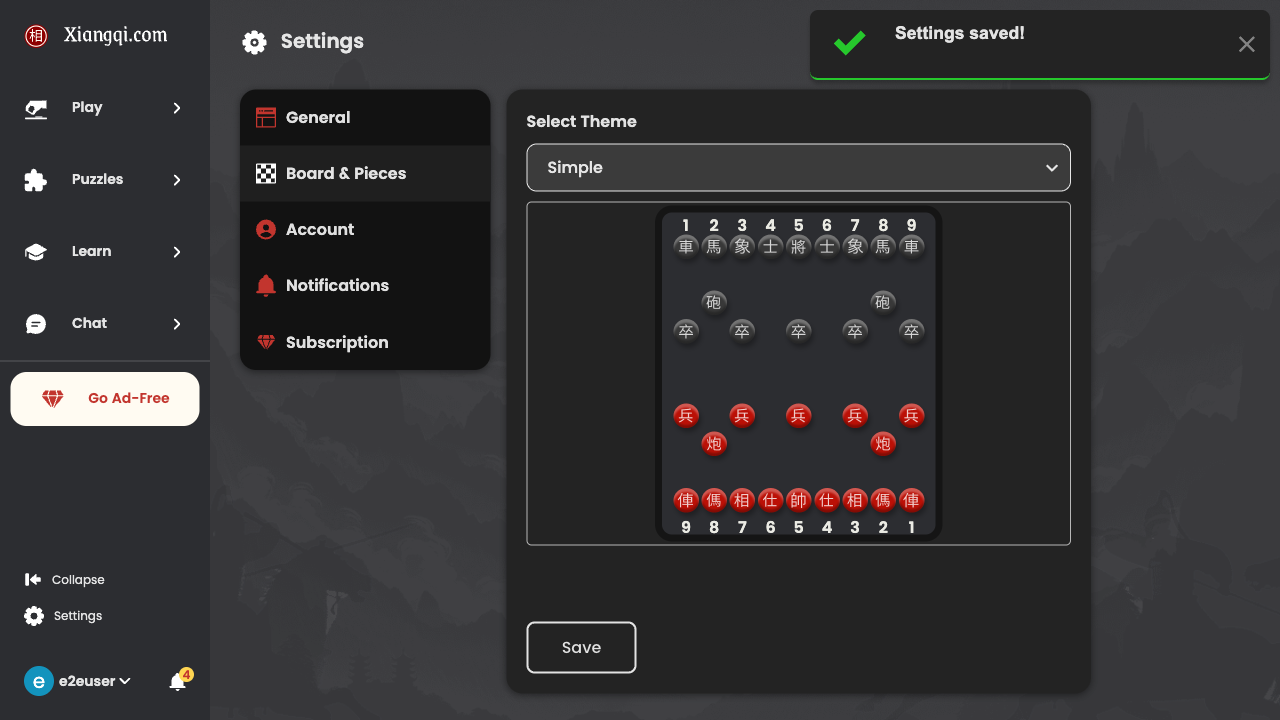 相 Xiangqi.com
Play
Puzzles
Learn
Chat
Go Ad-Free
Collapse
Settings
e e2euser 4
Settings
Settings saved!
General
Board & Pieces
Account
Notifications
Subscription
Select Theme
Simple
1 2 3 4 5 6 7 8 9
車 馬 象 士 將 士 象 馬 車
砲 砲
卒 卒 卒 卒 卒
兵 兵 兵 兵 兵
炮 炮
俥 傌 相 仕 帥 仕 相 傌 俥
9 8 7 6 5 4 3 2 1
Save